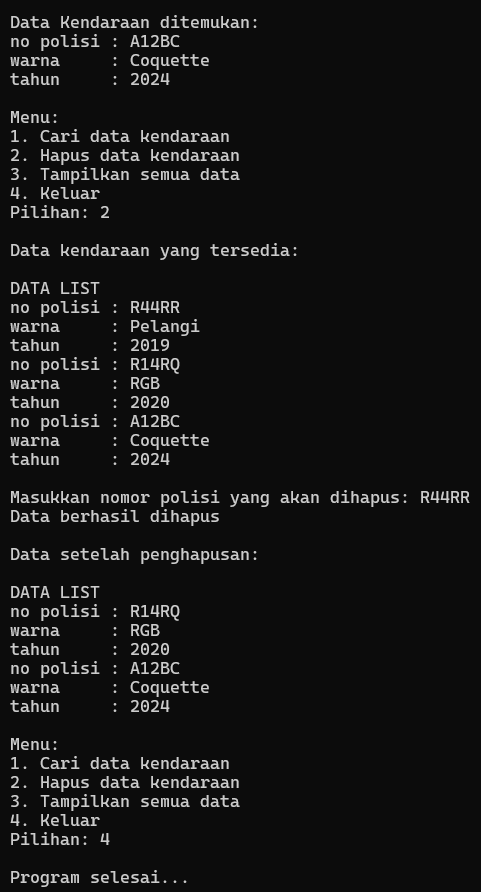 Data Kendaraan ditemukan:
no polisi : A12BC
warna     : Coquette
tahun     : 2024

Menu:
1. Cari data kendaraan
2. Hapus data kendaraan
3. Tampilkan semua data
4. Keluar
Pilihan: 2

Data kendaraan yang tersedia:

DATA LIST
no polisi : R44RR
warna     : Pelangi
tahun     : 2019
no polisi : R14RQ
warna     : RGB
tahun     : 2020
no polisi : A12BC
warna     : Coquette
tahun     : 2024

Masukkan nomor polisi yang akan dihapus: R44RR
Data berhasil dihapus

Data setelah penghapusan:

DATA LIST
no polisi : R14RQ
warna     : RGB
tahun     : 2020
no polisi : A12BC
warna     : Coquette
tahun     : 2024

Menu:
1. Cari data kendaraan
2. Hapus data kendaraan
3. Tampilkan semua data
4. Keluar
Pilihan: 4

Program selesai...